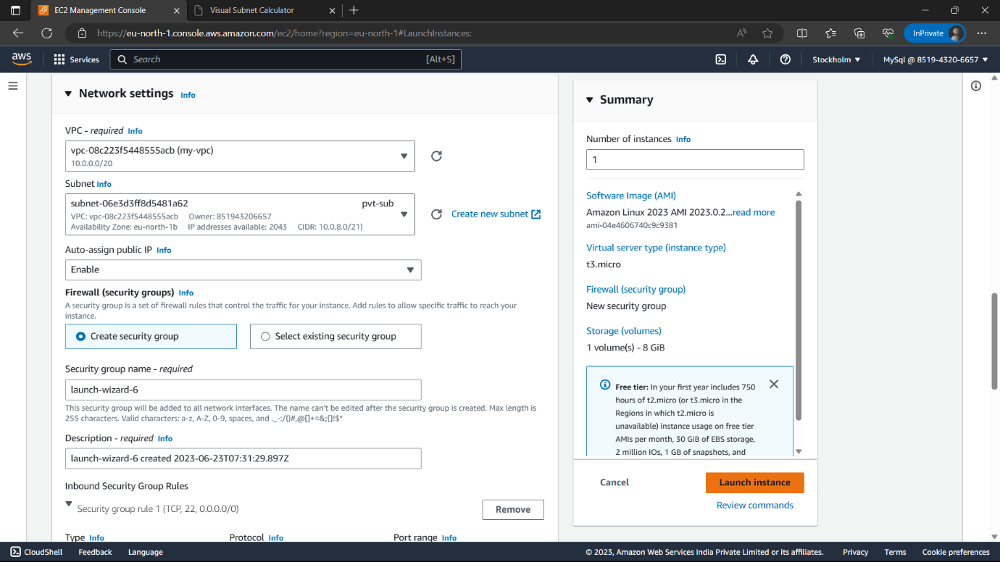 EC2 Management Console
Visual Subnet Calculator
https://eu-north-1.console.aws.amazon.com/ec2/home?region=eu-north-1#LaunchInstances:
InPrivate
aws
Services
Search
[Alt+S]
Stockholm
MySql @ 8519-4320-6657
Network settings Info
VPC - required Info
vpc-08c223f5448555acb (my-vpc)
10.0.0.0/20
Subnet Info
subnet-06e3d3ff8d5481a62 pvt-sub
VPC: vpc-08c223f5448555acb Owner: 851943206657
Availability Zone: eu-north-1b IP addresses available: 2043 CIDR: 10.0.8.0/21)
Create new subnet
Auto-assign public IP Info
Enable
Firewall (security groups) Info
A security group is a set of firewall rules that control the traffic for your instance. Add rules to allow specific traffic to reach your
instance.
Create security group
Select existing security group
Security group name - required
launch-wizard-6
This security group will be added to all network interfaces. The name can't be edited after the security group is created. Max length is
255 characters. Valid characters: a-z, A-Z, 0-9, spaces, and ._-:/()#,@[]+=&;{}!$*
Description - required Info
launch-wizard-6 created 2023-06-23T07:31:29.897Z
Inbound Security Group Rules
Security group rule 1 (TCP, 22, 0.0.0.0/0)
Remove
Type Info
Protocol Info
Port range Info
Summary
Number of instances Info
1
Software Image (AMI)
Amazon Linux 2023 AMI 2023.0.2...read more
ami-04e4606740c9c9381
Virtual server type (instance type)
t3.micro
Firewall (security group)
New security group
Storage (volumes)
1 volume(s) - 8 GiB
Free tier: In your first year includes 750
hours of t2.micro (or t3.micro in the
Regions in which t2.micro is
unavailable) instance usage on free tier
AMIs per month, 30 GiB of EBS storage,
2 million IOs, 1 GB of snapshots, and
Cancel
Launch instance
Review commands
CloudShell
Feedback
Language
© 2023, Amazon Web Services India Private Limited or its affiliates.
Privacy
Terms
Cookie preferences